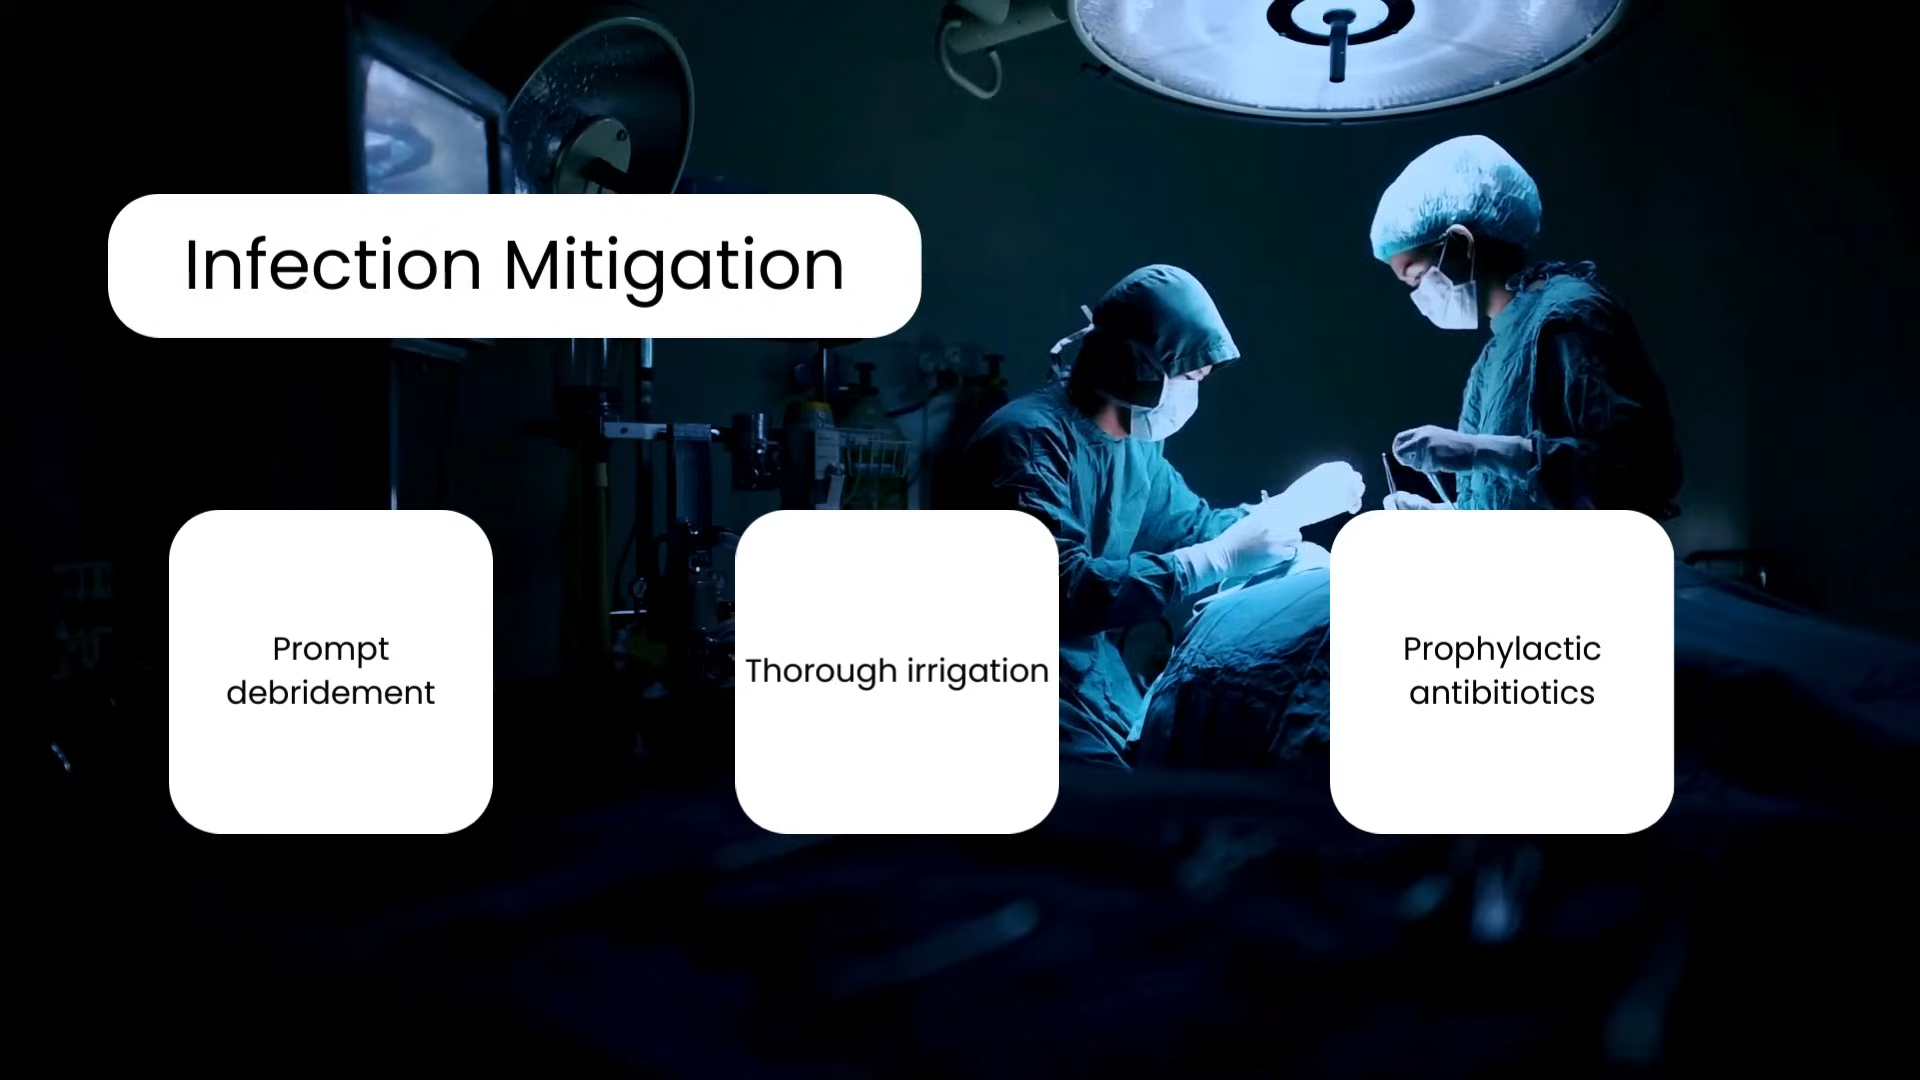 Infection Mitigation
Prompt
debridement
Thorough irrigation
Prophylactic
antibitiotics